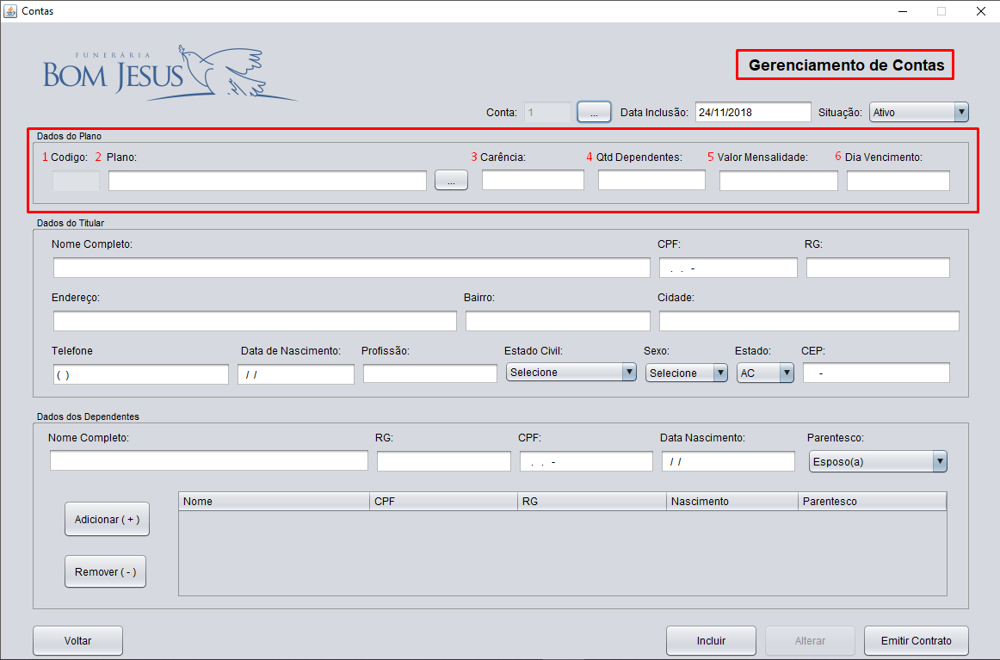 Contas
FUNERÁRIA
BOM JESUS
Gerenciamento de Contas
Conta: 1 ... Data Inclusão: 24/11/2018 Situação: Ativo
Dados do Plano
1 Codigo: 2 Plano: 3 Carência: 4 Qtd Dependentes: 5 Valor Mensalidade: 6 Dia Vencimento:
...
Dados do Titular
Nome Completo: CPF: RG:
. . -
Endereço: Bairro: Cidade:
Telefone Data de Nascimento: Profissão: Estado Civil: Sexo: Estado: CEP:
( ) / / Selecione Selecione AC -
Dados dos Dependentes
Nome Completo: RG: CPF: Data Nascimento: Parentesco:
. . - / / Esposo(a)
Nome CPF RG Nascimento Parentesco
Adicionar ( + )
Remover ( - )
Voltar Incluir Alterar Emitir Contrato